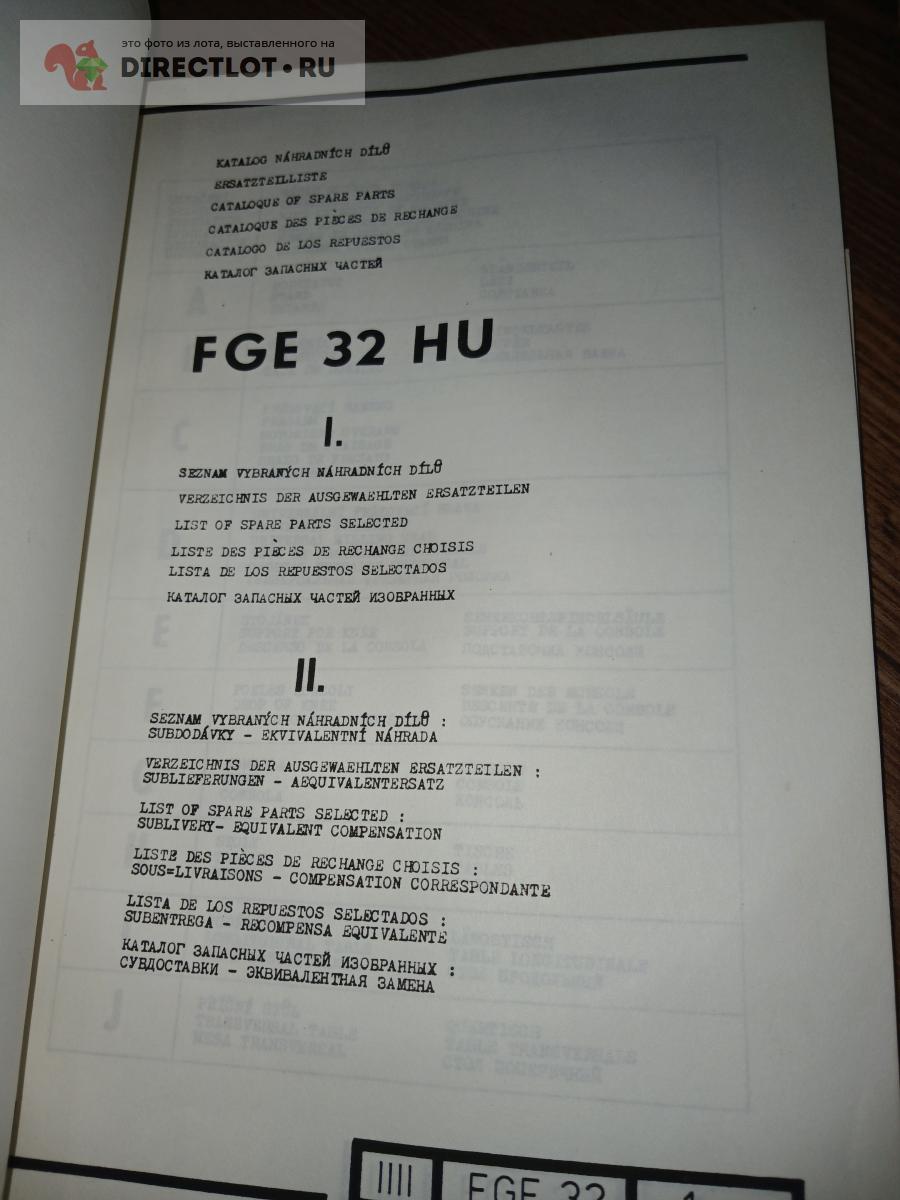 это фото из лота, выставленного на
DIRECTLOT.RU
KATALOG NÁHRADNÍCH DÍLŮ
ERSATZTEILLISTE
CATALOQUE OF SPARE PARTS
CATALOQUE DES PIÈCES DE RECHANGE
CATALOGO DE LOS REPUESTOS
КАТАЛОГ ЗАПАСНЫХ ЧАСТЕЙ
FGE 32 HU
I.
SEZNAM VYBRANÝCH NÁHRADNÍCH DÍLŮ
VERZEICHNIS DER AUSGEWAEHLTEN ERSATZTEILEN
LIST OF SPARE PARTS SELECTED
LISTE DES PIÈCES DE RECHANGE CHOISIS
LISTA DE LOS REPUESTOS SELECTADOS
КАТАЛОГ ЗАПАСНЫХ ЧАСТЕЙ ИЗОВРАННЫХ
II.
SEZNAM VYBRANÝCH NÁHRADNÍCH DÍLŮ :
SUBDODÁVKY - EKVIVALENTNÍ NÁHRADA
VERZEICHNIS DER AUSGEWAEHLTEN ERSATZTEILEN :
SUBLIEFERUNGEN - AEQUIVALENTERSATZ
LIST OF SPARE PARTS SELECTED :
SUBLIVERY- EQUIVALENT COMPENSATION
LISTE DES PIÈCES DE RECHANGE CHOISIS :
SOUS=LIVRAISONS - COMPENSATION CORRESPONDANTE
LISTA DE LOS REPUESTOS SELECTADOS :
SUBENTREGA - RECOMPENSA EQUIVALENTE
КАТАЛОГ ЗАПАСНЫХ ЧАСТЕЙ ИЗОВРАННЫХ :
СУВДОСТАВКИ - ЭКВИВАЛЕНТНАЯ ЗАМЕНА
FGE 32
1